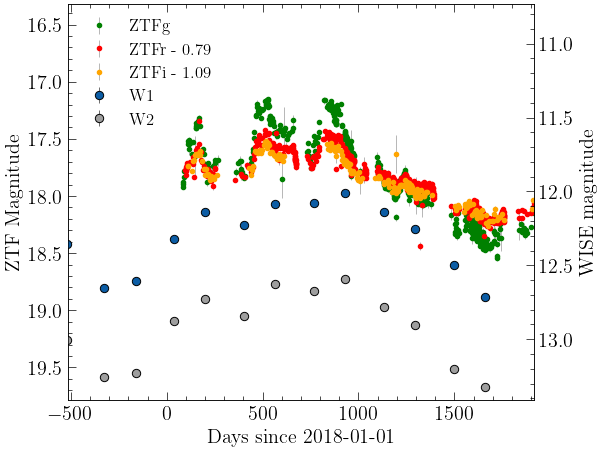 ZTFg
ZTFr - 0.79
ZTFi - 1.09
W1
W2
16.5
17.0
17.5
18.0
18.5
19.0
19.5
ZTF Magnitude
11.0
11.5
12.0
12.5
13.0
WISE magnitude
−500 0 500 1000 1500
Days since 2018-01-01